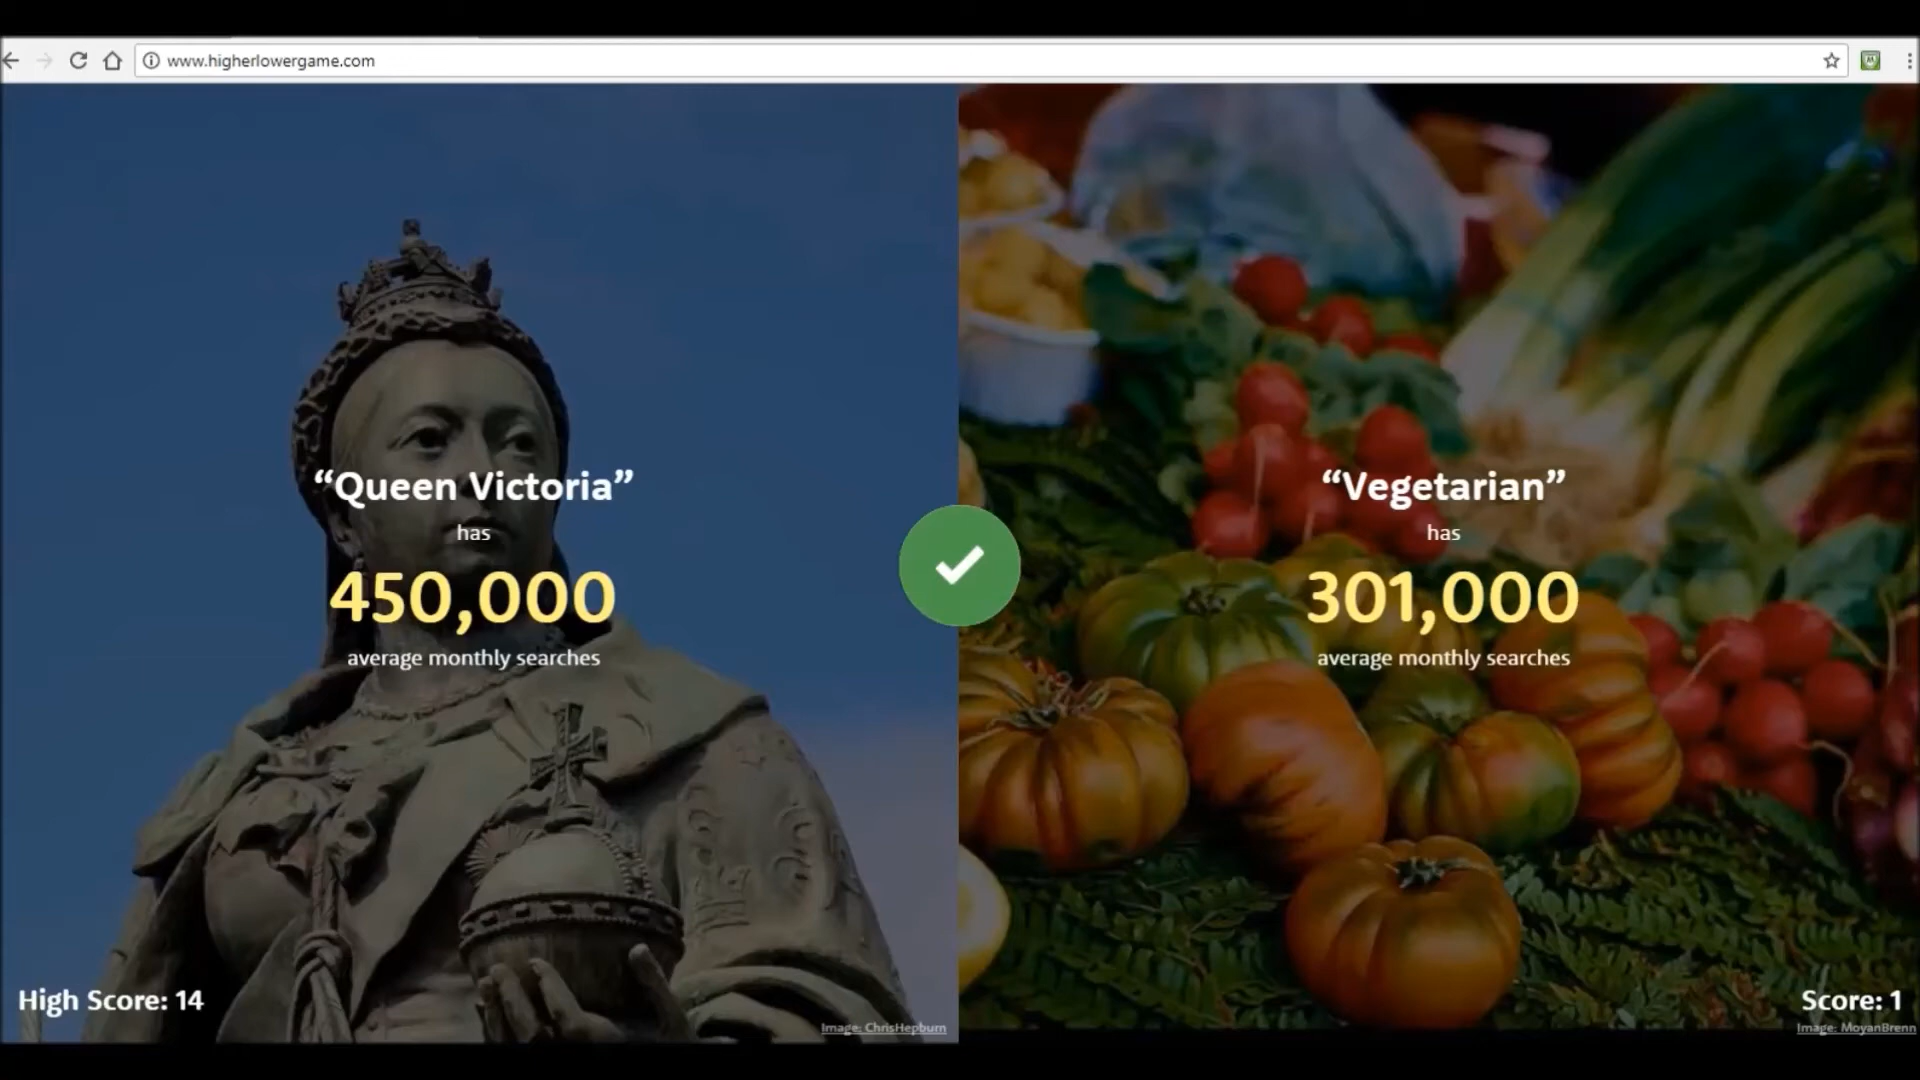 www.higherlowergame.com
“Queen Victoria”
has
450,000
average monthly searches
“Vegetarian”
has
301,000
average monthly searches
High Score: 14
Image: ChrisHepburn
Score: 1
Image: MoyanBrenn